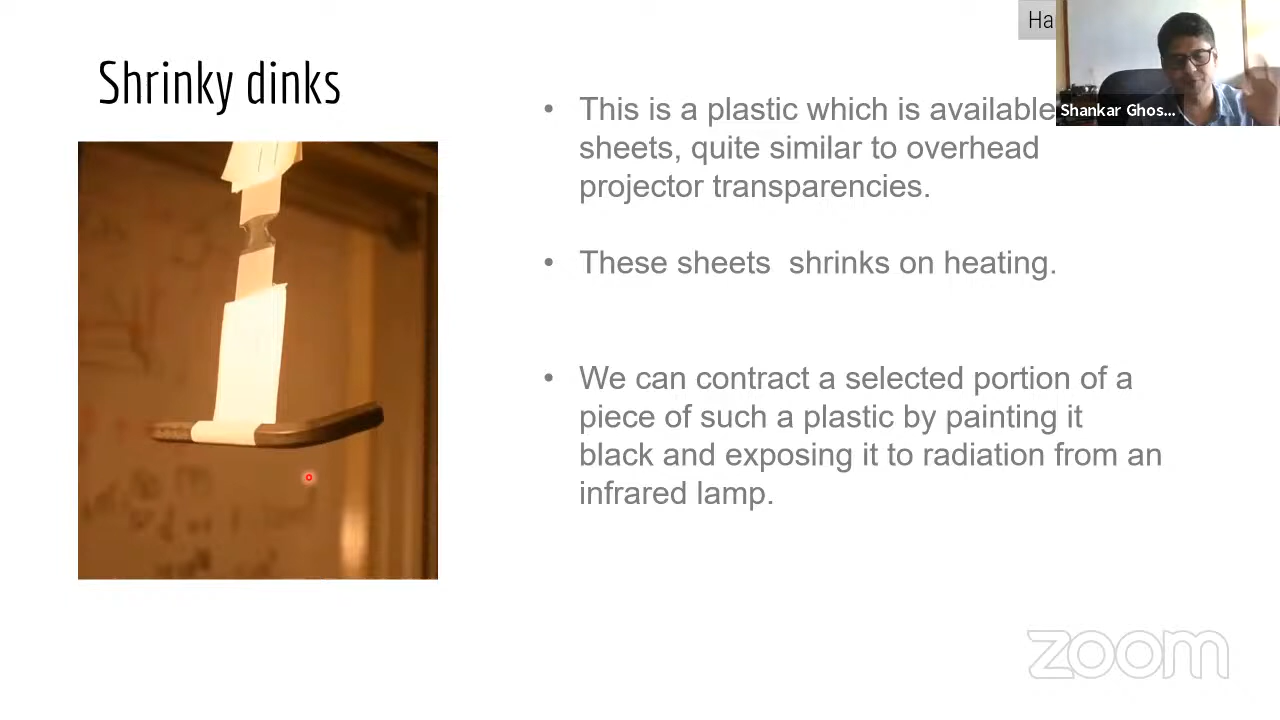 Ha
Shankar Ghos...
Shrinky dinks
• This is a plastic which is available
sheets, quite similar to overhead
projector transparencies.
• These sheets  shrinks on heating.
• We can contract a selected portion of a
piece of such a plastic by painting it
black and exposing it to radiation from an
infrared lamp.
zoom